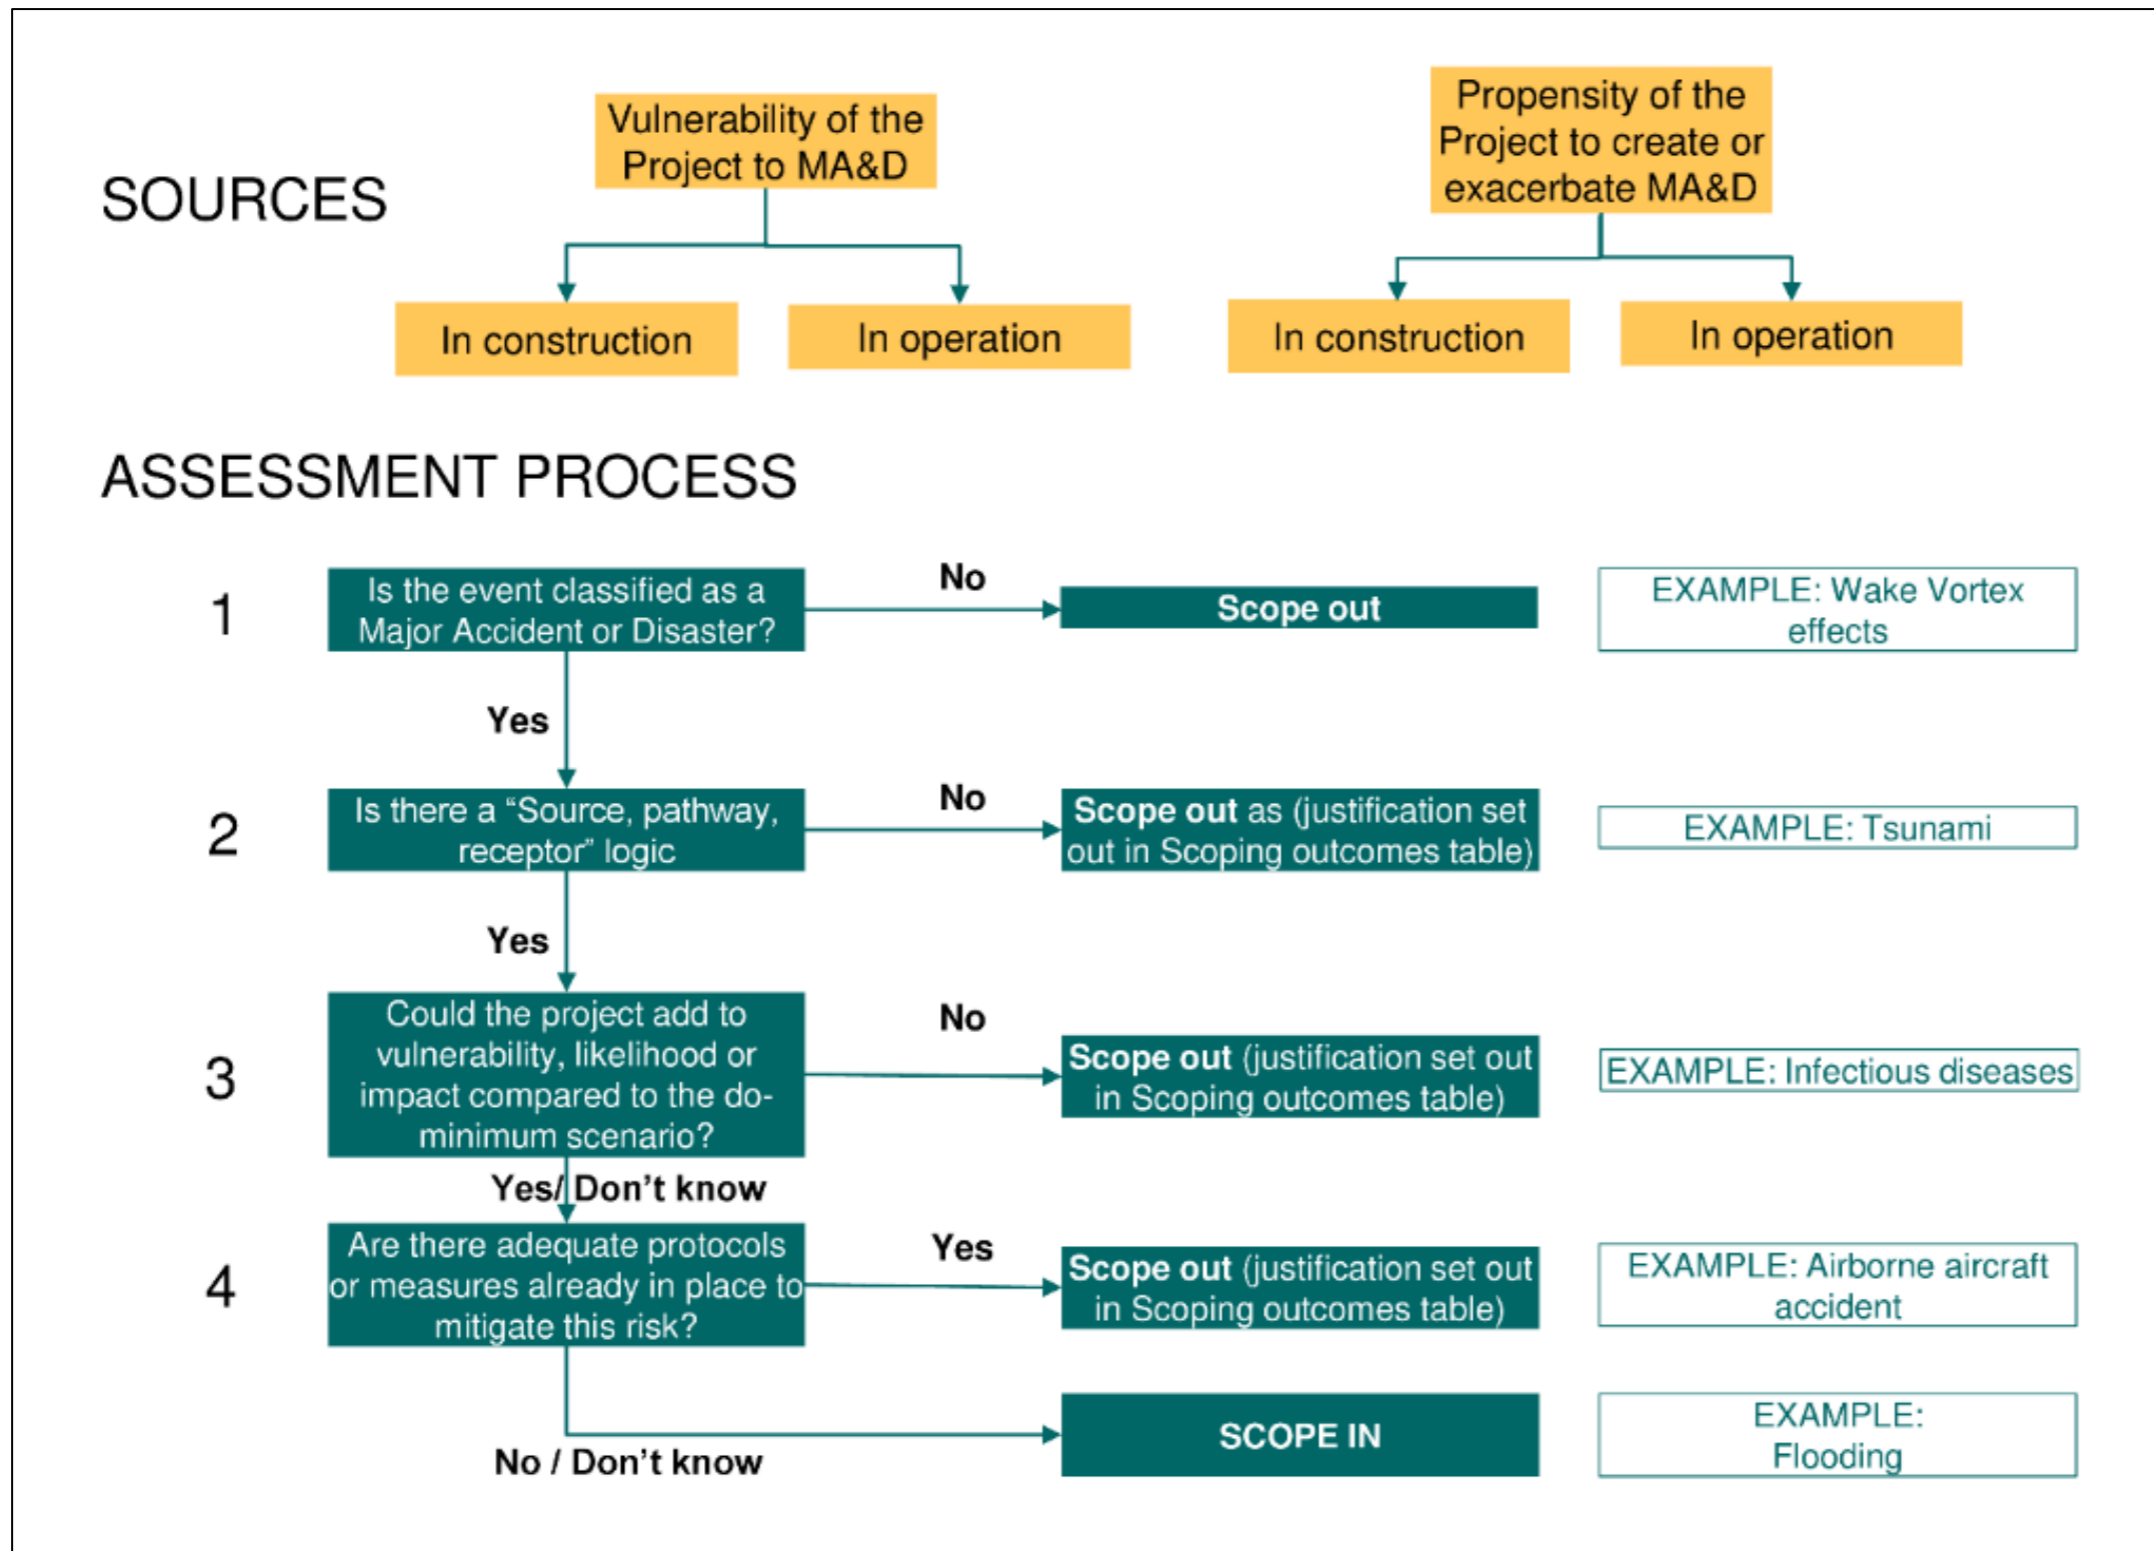 SOURCES
Vulnerability of the
Project to MA&D
In construction
In operation
Propensity of the
Project to create or
exacerbate MA&D
In construction
In operation
ASSESSMENT PROCESS
1
Is the event classified as a
Major Accident or Disaster?
No
Scope out
EXAMPLE: Wake Vortex
effects
Yes
2
Is there a “Source, pathway,
receptor” logic
No
Scope out as (justification set
out in Scoping outcomes table)
EXAMPLE: Tsunami
Yes
3
Could the project add to
vulnerability, likelihood or
impact compared to the do-
minimum scenario?
No
Scope out (justification set out
in Scoping outcomes table)
EXAMPLE: Infectious diseases
Yes/ Don’t know
4
Are there adequate protocols
or measures already in place to
mitigate this risk?
Yes
Scope out (justification set out
in Scoping outcomes table)
EXAMPLE: Airborne aircraft
accident
No / Don’t know
SCOPE IN
EXAMPLE:
Flooding